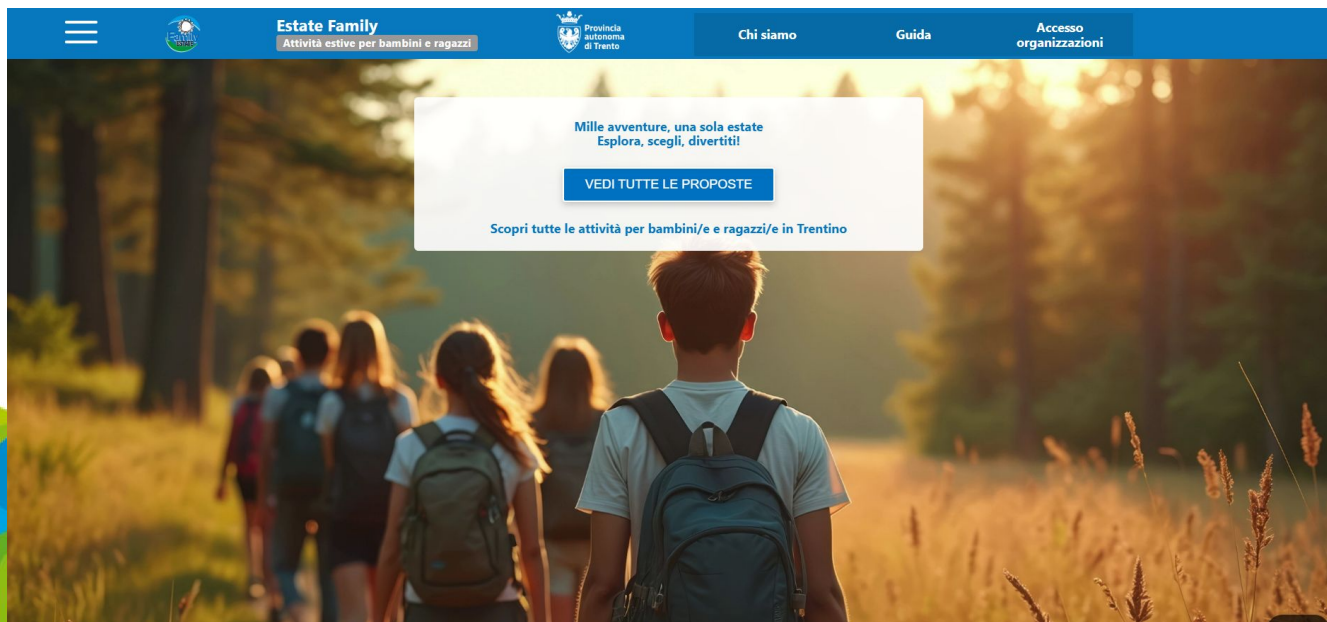 Estate Family
Attività estive per bambini e ragazzi
Provincia
autonoma
di Trento
Chi siamo
Guida
Accesso
organizzazioni
Mille avventure, una sola estate
Esplora, scegli, divertiti!
VEDI TUTTE LE PROPOSTE
Scopri tutte le attività per bambini/e e ragazzi/e in Trentino